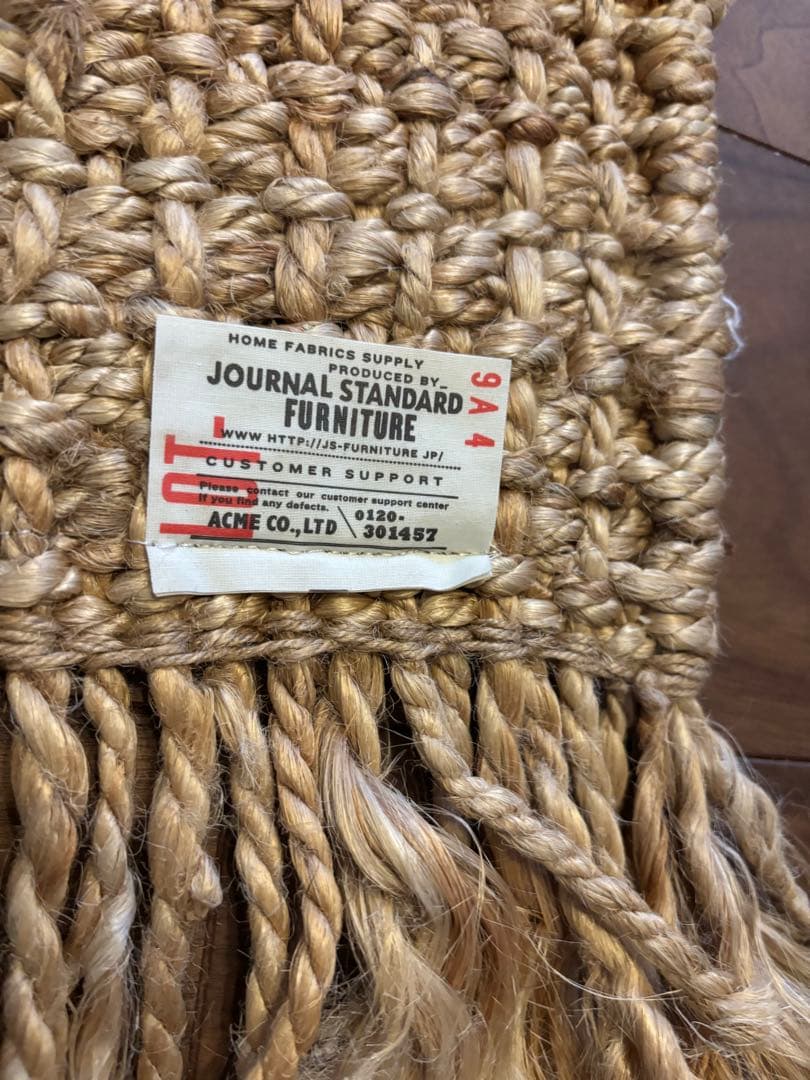 HOME FABRICS SUPPLY
PRODUCED BY_
JOURNAL STANDARD
FURNITURE
WWW HTTP://JS-FURNITURE JP/
CUSTOMER SUPPORT
Please contact our customer support center
if you find any defects.
ACME CO.,LTD \ 0120-
301457
9A4